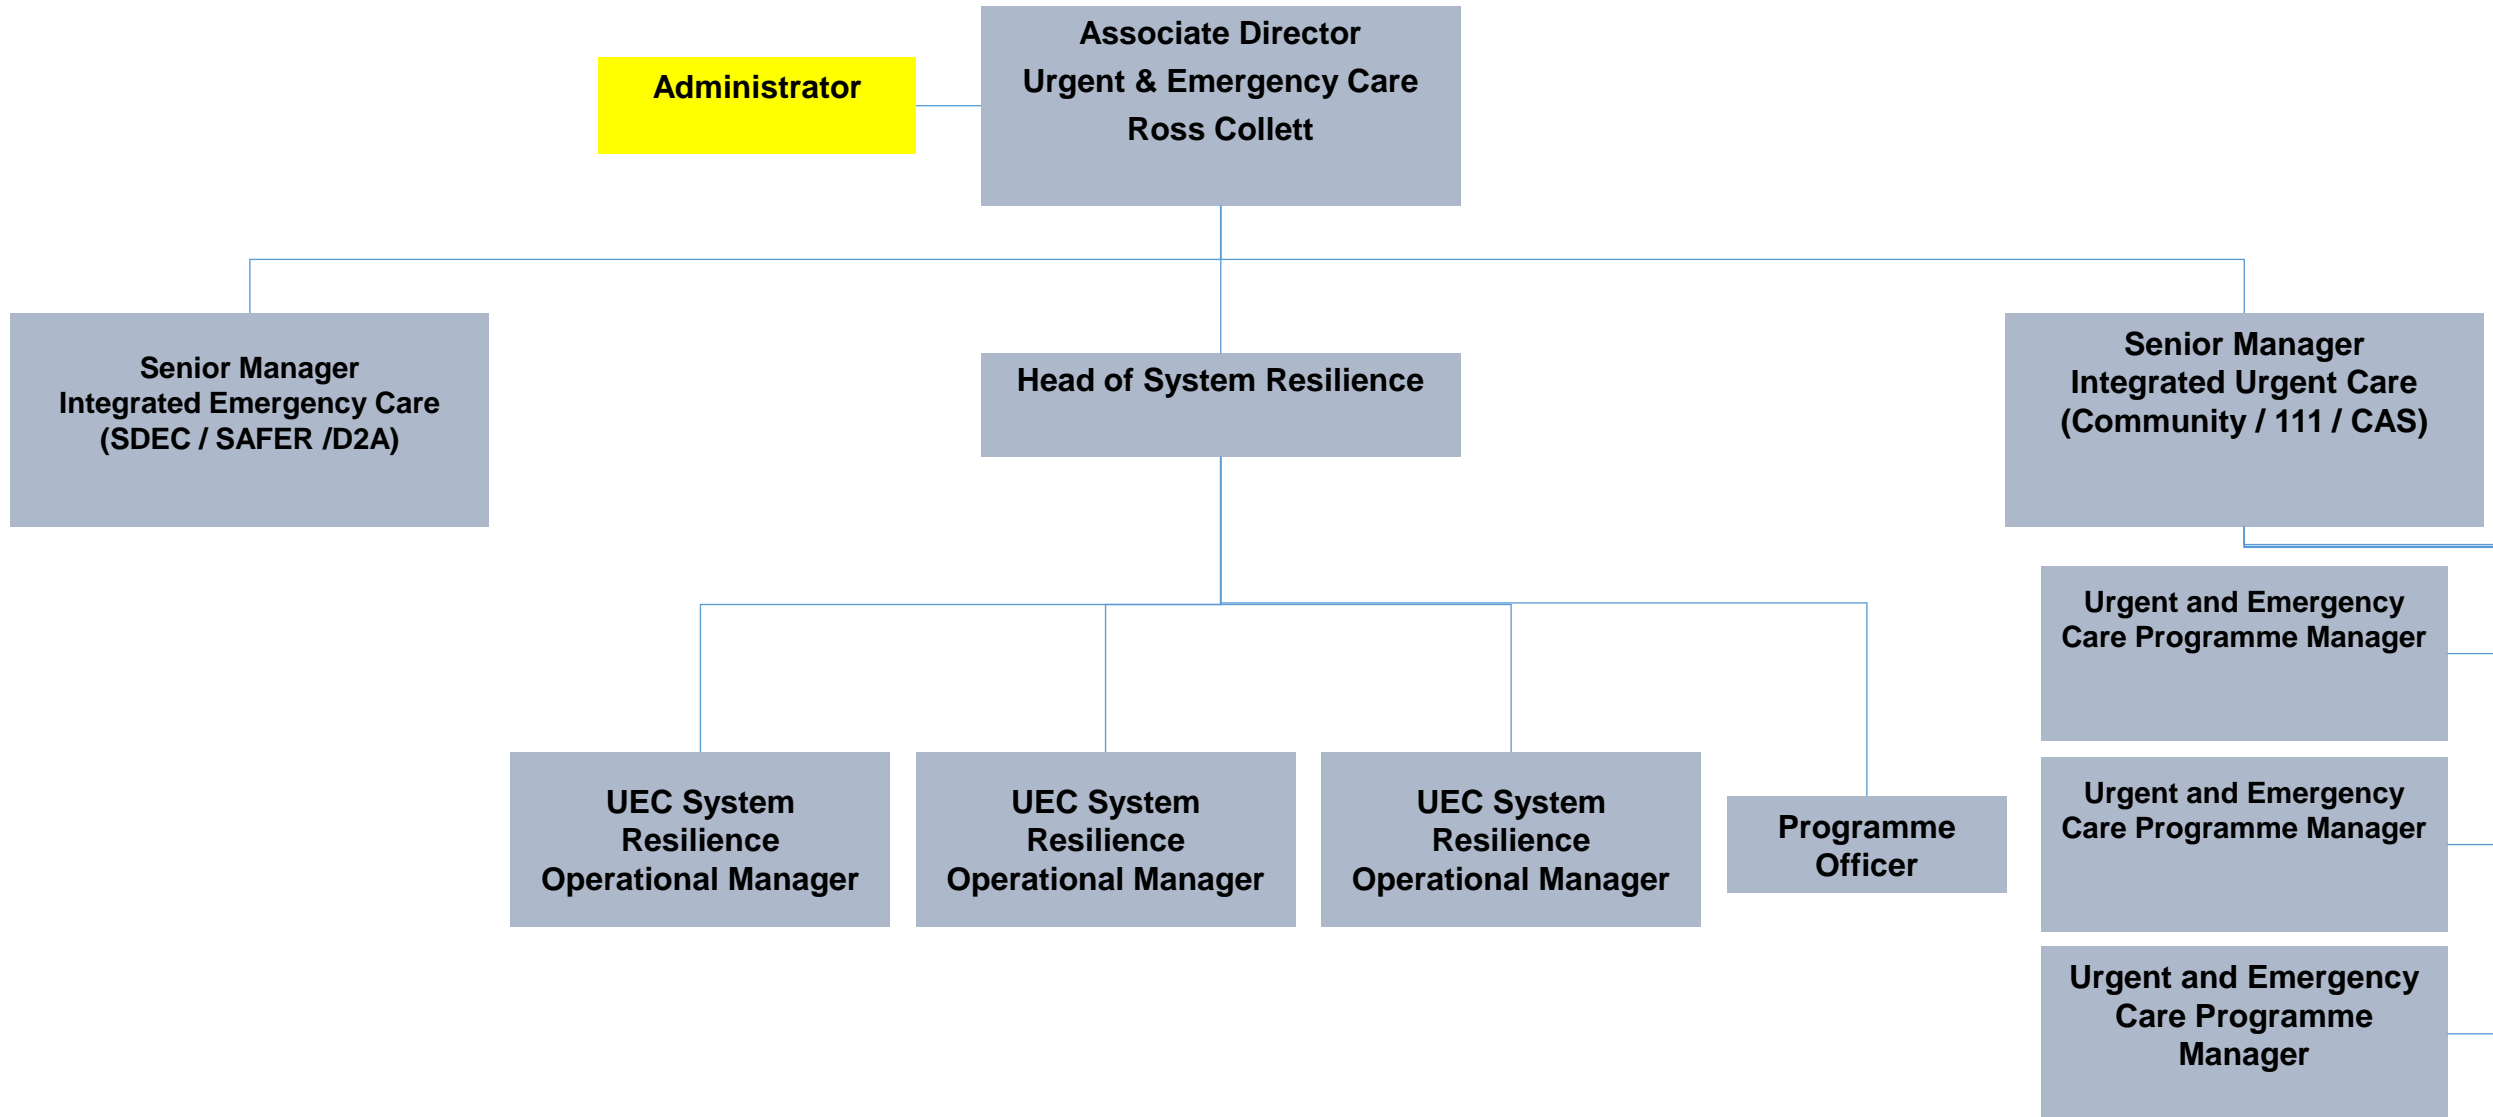 Associate Director
Urgent & Emergency Care
Ross Collett
Administrator
Senior Manager
Integrated Emergency Care
(SDEC / SAFER /D2A)
Head of System Resilience
Senior Manager
Integrated Urgent Care
(Community / 111 / CAS)
Urgent and Emergency
Care Programme Manager
Urgent and Emergency
Care Programme Manager
Urgent and Emergency
Care Programme
Manager
UEC System
Resilience
Operational Manager
UEC System
Resilience
Operational Manager
UEC System
Resilience
Operational Manager
Programme
Officer